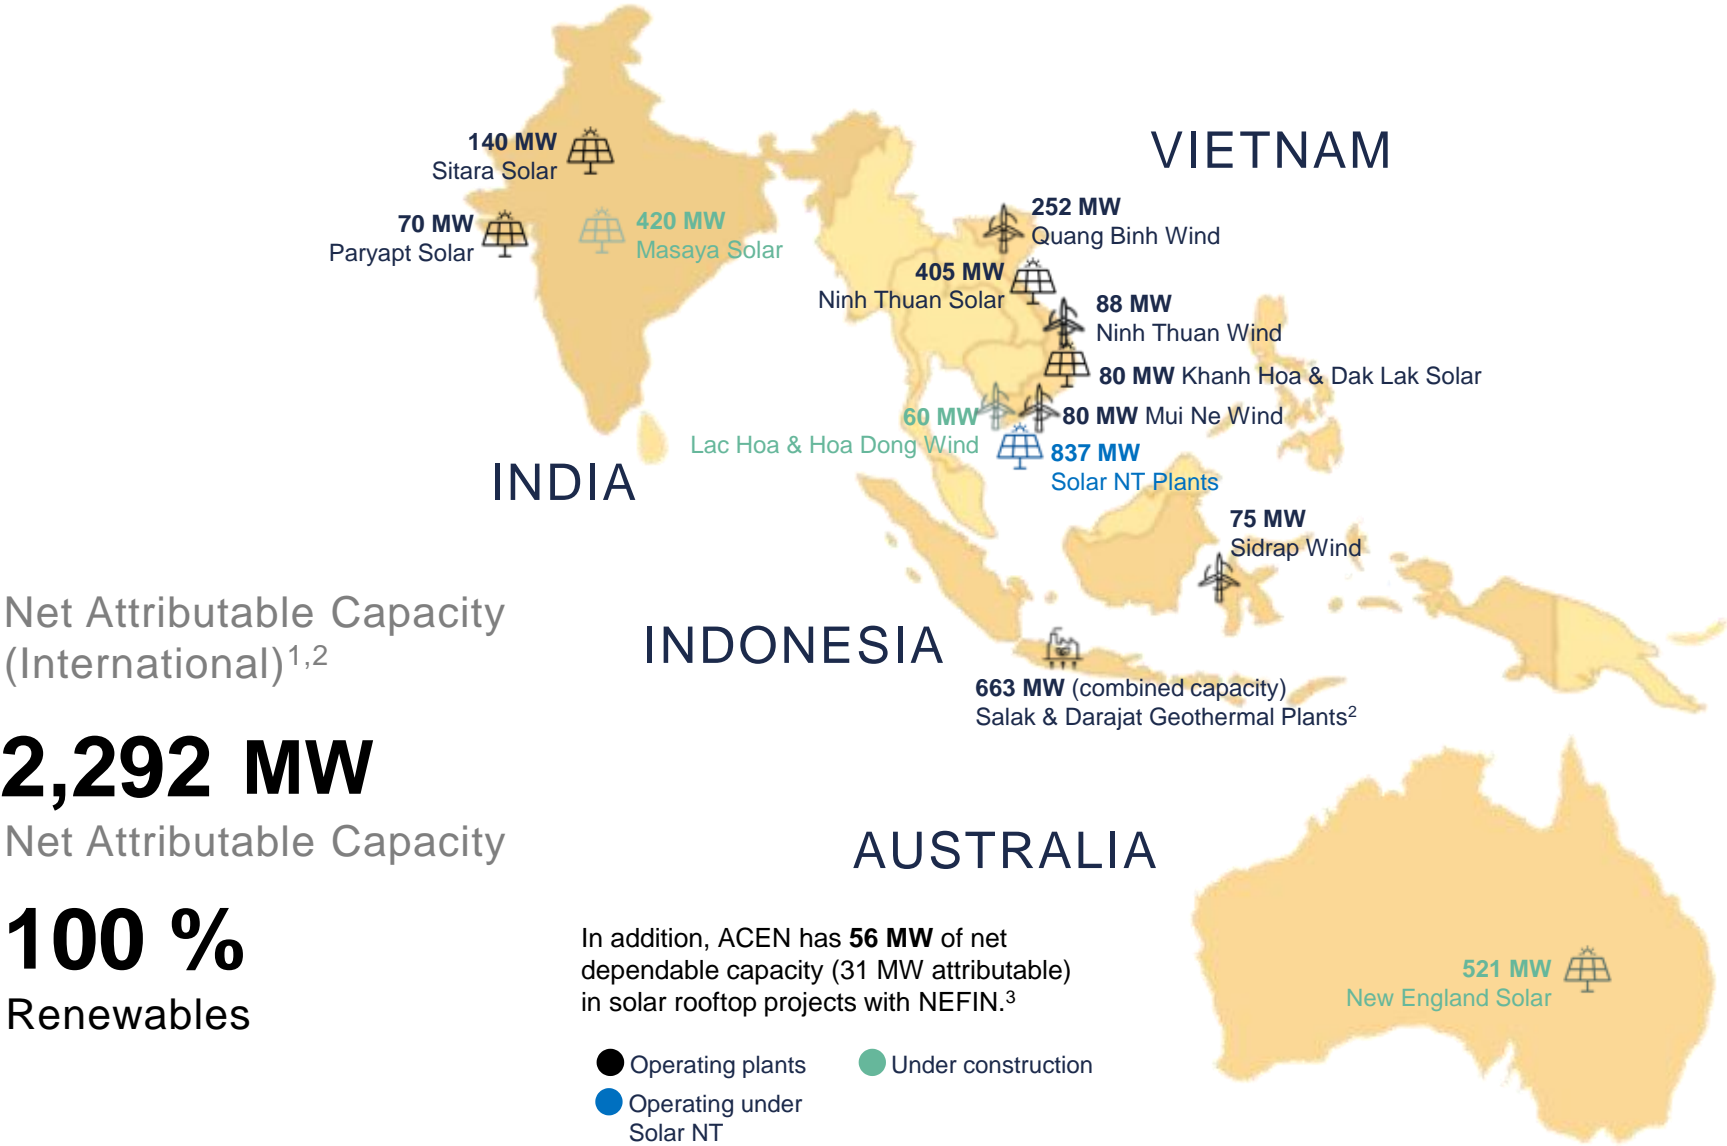 140 MW
Sitara Solar
70 MW
Paryapt Solar
420 MW
Masaya Solar
INDIA
VIETNAM
252 MW
Quang Binh Wind
405 MW
Ninh Thuan Solar
88 MW
Ninh Thuan Wind
80 MW Khanh Hoa & Dak Lak Solar
60 MW
Lac Hoa & Hoa Dong Wind
80 MW Mui Ne Wind
837 MW
Solar NT Plants
75 MW
Sidrap Wind
INDONESIA
663 MW (combined capacity)
Salak & Darajat Geothermal Plants²
Net Attributable Capacity
(International)¹,²
2,292 MW
Net Attributable Capacity
100 %
Renewables
AUSTRALIA
521 MW
New England Solar
In addition, ACEN has 56 MW of net
dependable capacity (31 MW attributable)
in solar rooftop projects with NEFIN.³
Operating plants
Under construction
Operating under
Solar NT